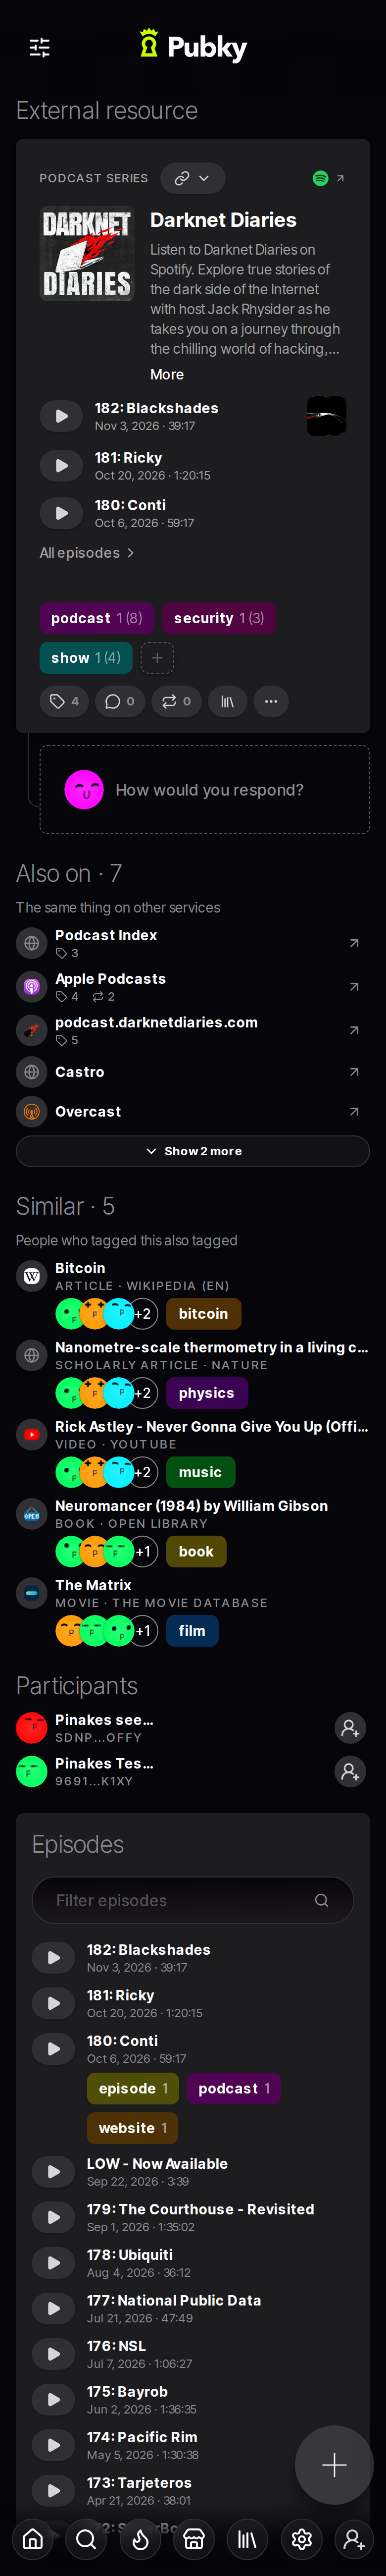 Pubky
External resource
PODCAST SERIES
DARKNET
DIARIES
Darknet Diaries
Listen to Darknet Diaries on
Spotify. Explore true stories of
the dark side of the Internet
with host Jack Rhysider as he
takes you on a journey through
the chilling world of hacking,...
More
182: Blackshades
Nov 3, 2026 · 39:17
181: Ricky
Oct 20, 2026 · 1:20:15
180: Conti
Oct 6, 2026 · 59:17
All episodes
podcast 1 (8)
security 1 (3)
show 1 (4)
4
0
0
How would you respond?
Also on · 7
The same thing on other services
Podcast Index
3
Apple Podcasts
4 2
podcast.darknetdiaries.com
5
Castro
Overcast
Show 2 more
Similar · 5
People who tagged this also tagged
W
Bitcoin
ARTICLE · WIKIPEDIA (EN)
+2
bitcoin
Nanometre-scale thermometry in a living c...
SCHOLARLY ARTICLE · NATURE
+2
physics
Rick Astley - Never Gonna Give You Up (Offi...
VIDEO · YOUTUBE
+2
music
OPEN
Neuromancer (1984) by William Gibson
BOOK · OPEN LIBRARY
+1
book
The Matrix
MOVIE · THE MOVIE DATABASE
+1
film
Participants
Pinakes see...
SDNP...OFFY
Pinakes Tes...
9691...K1XY
Episodes
Filter episodes
182: Blackshades
Nov 3, 2026 · 39:17
181: Ricky
Oct 20, 2026 · 1:20:15
180: Conti
Oct 6, 2026 · 59:17
episode 1
podcast 1
website 1
LOW - Now Available
Sep 22, 2026 · 3:39
179: The Courthouse - Revisited
Sep 1, 2026 · 1:35:02
178: Ubiquiti
Aug 4, 2026 · 36:12
177: National Public Data
Jul 21, 2026 · 47:49
176: NSL
Jul 7, 2026 · 1:06:27
175: Bayrob
Jun 2, 2026 · 1:36:35
174: Pacific Rim
May 5, 2026 · 1:30:38
173: Tarjeteros
Apr 21, 2026 · 38:01